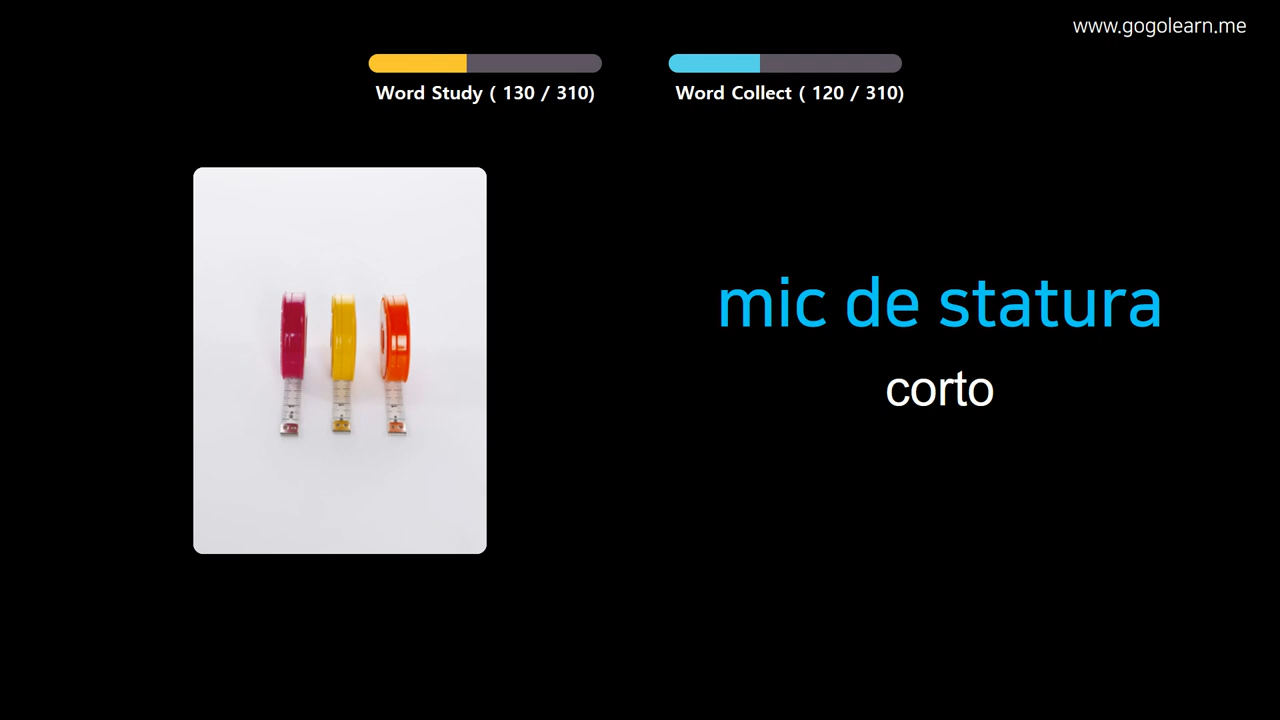 www.gogolearn.me
Word Study ( 130 / 310)
Word Collect ( 120 / 310)
mic de statura
corto